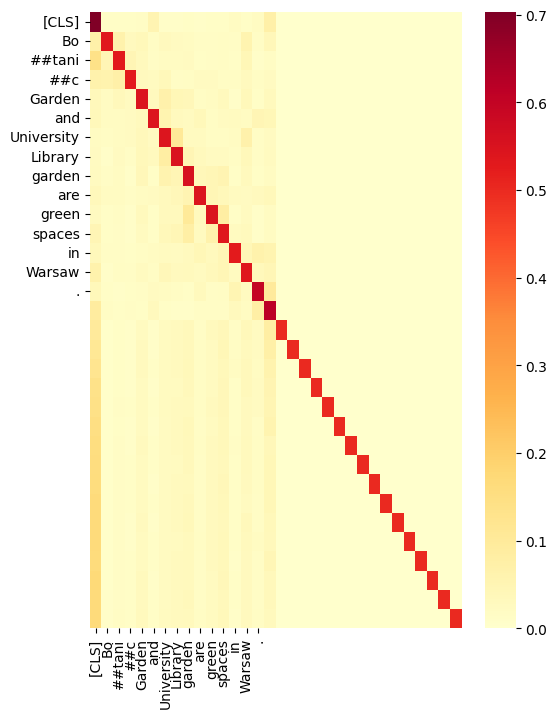 [CLS]
Bo
##tani
##c
Garden
and
University
Library
garden
are
green
spaces
in
Warsaw
.
0.7
0.6
0.5
0.4
0.3
0.2
0.1
0.0
[CLS]
Bo
##tani
##c
Garden
and
University
Library
garden
are
green
spaces
in
Warsaw
.